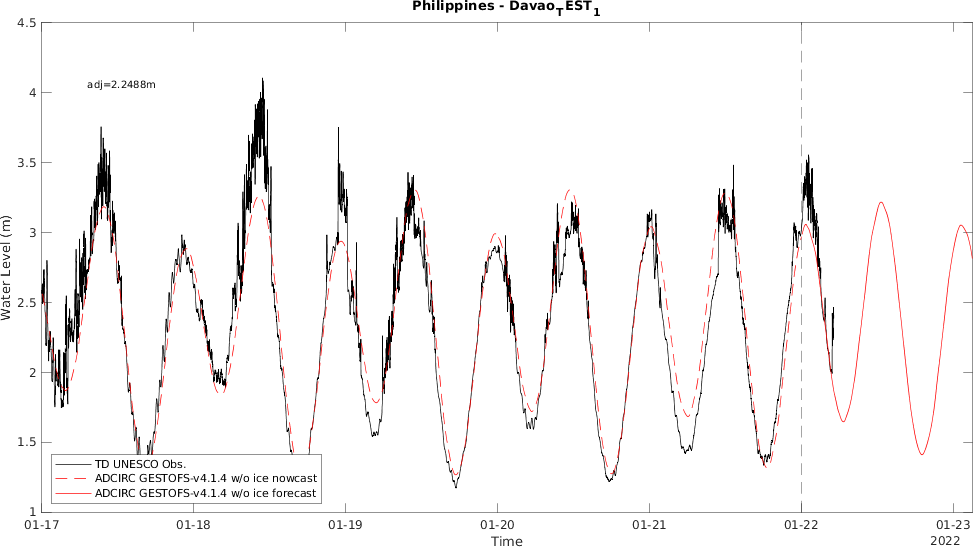 Philippines - Davao_TEST_1
4.5
4
3.5
3
2.5
2
1.5
1
Water Level (m)
adj=2.2488m
TD UNESCO Obs.
ADCIRC GESTOFS-v4.1.4 w/o ice nowcast
ADCIRC GESTOFS-v4.1.4 w/o ice forecast
01-17 01-18 01-19 01-20 01-21 01-22 01-23
Time
2022